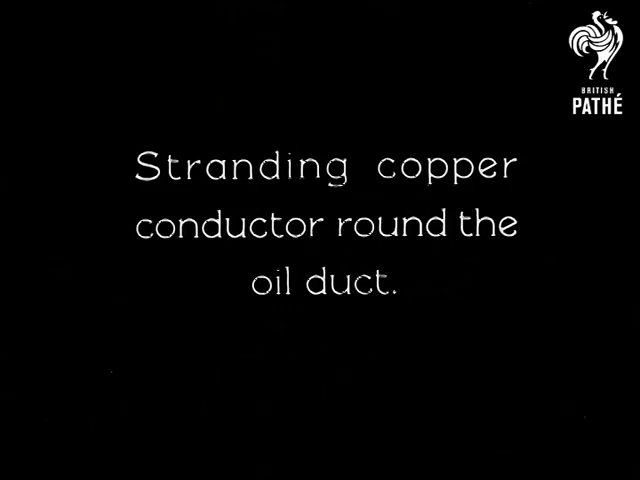 BRITISH
PATHÉ
Stranding copper
conductor round the
oil duct.